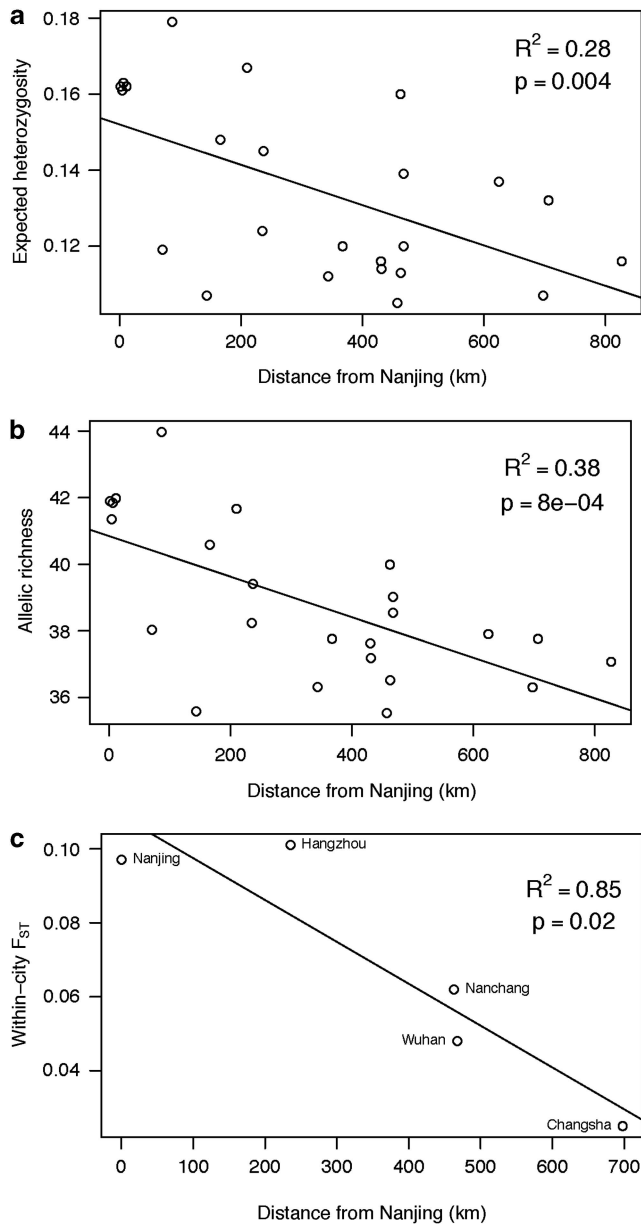 a
0.18
0.16
0.14
0.12
Expected heterozygosity
R² = 0.28
p = 0.004
0 200 400 600 800
Distance from Nanjing (km)
b
44
42
40
38
36
Allelic richness
R² = 0.38
p = 8e−04
0 200 400 600 800
Distance from Nanjing (km)
c
0.10
0.08
0.06
0.04
Within−city FST
Nanjing
Hangzhou
R² = 0.85
p = 0.02
Nanchang
Wuhan
Changsha
0 100 200 300 400 500 600 700
Distance from Nanjing (km)